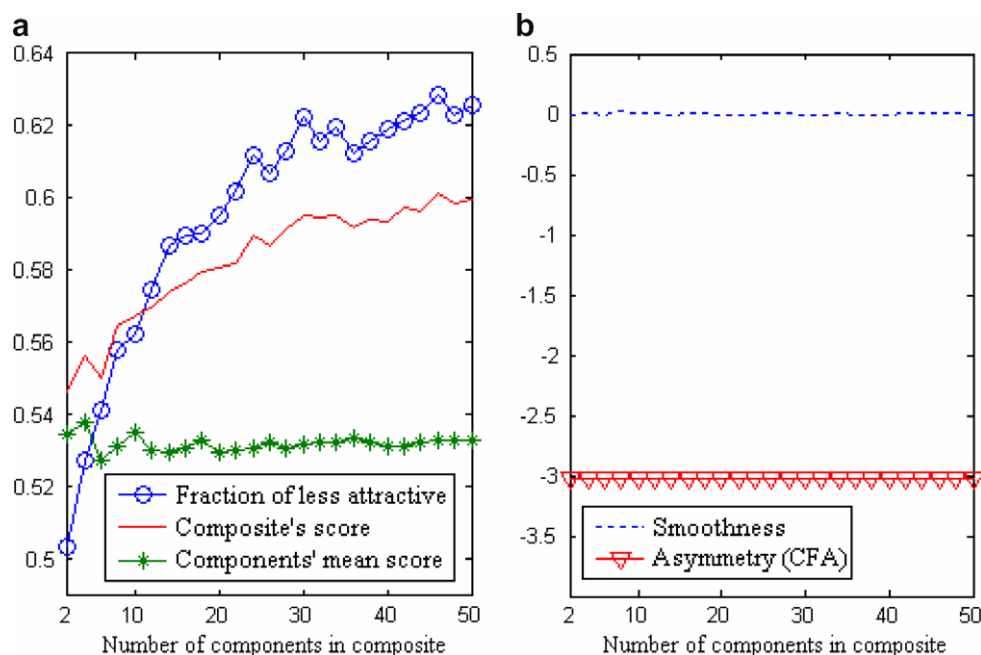 a
0.64
0.62
0.6
0.58
0.56
0.54
0.52
0.5
2 10 20 30 40 50
Number of components in composite
Fraction of less attractive
Composite's score
Components' mean score
b
0.5
0
-0.5
-1
-1.5
-2
-2.5
-3
-3.5
2 10 20 30 40 50
Number of components in composite
Smoothness
Asymmetry (CFA)